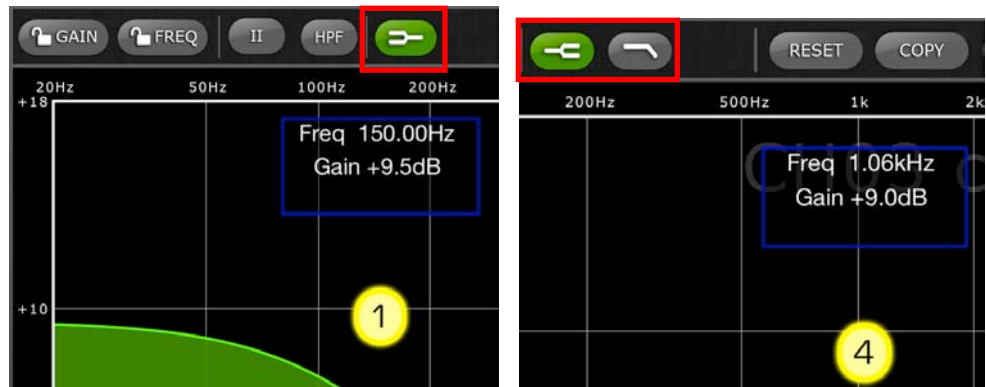 GAIN FREQ II HPF
20Hz 50Hz 100Hz 200Hz
+18
Freq 150.00Hz
Gain +9.5dB
+10
1
RESET COPY
200Hz 500Hz 1k 2k
CH03
Freq 1.06kHz
Gain +9.0dB
4